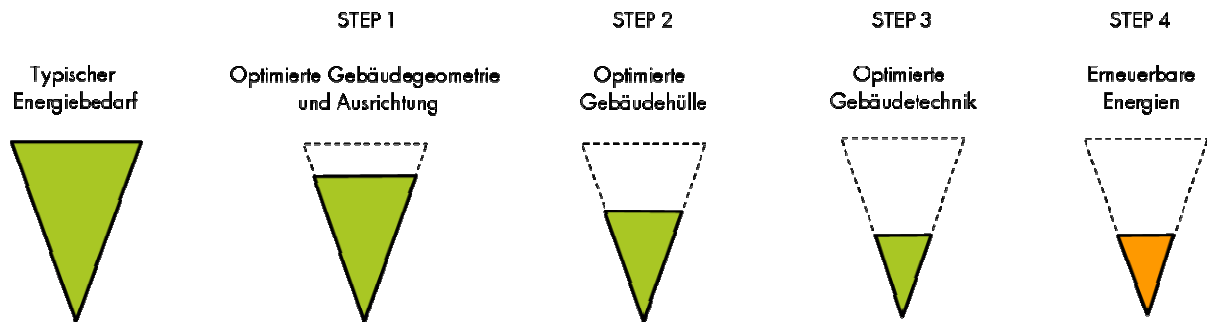 STEP 1
STEP 2
STEP 3
STEP 4
Typischer
Energiebedarf
Optimierte Gebäudegeometrie
und Ausrichtung
Optimierte
Gebäudehülle
Optimierte
Gebäudetechnik
Erneuerbare
Energien